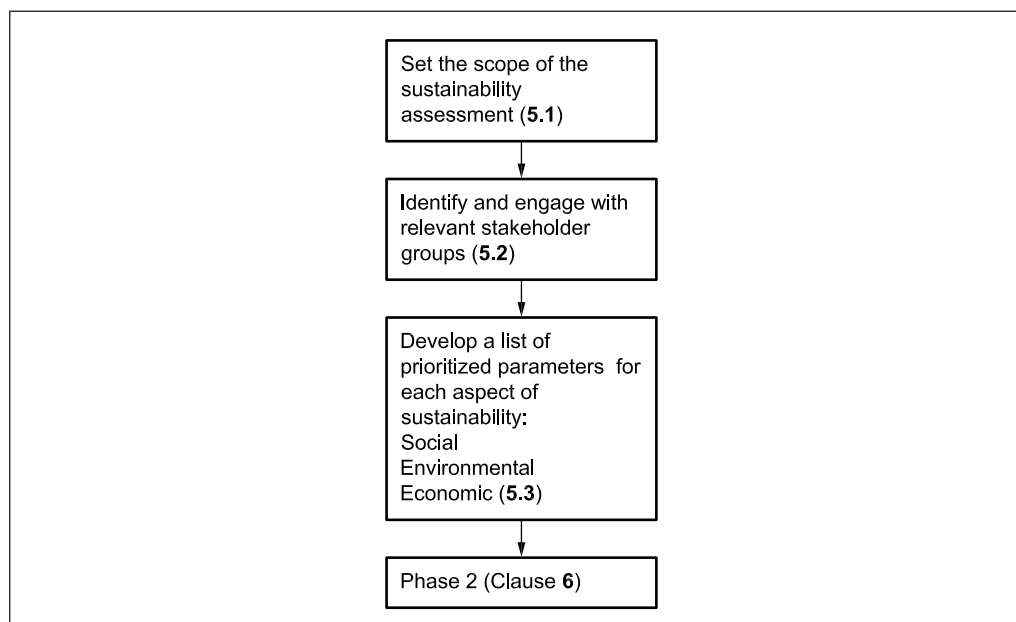 Set the scope of the
sustainability
assessment (5.1)
Identify and engage with
relevant stakeholder
groups (5.2)
Develop a list of
prioritized parameters for
each aspect of
sustainability:
Social
Environmental
Economic (5.3)
Phase 2 (Clause 6)